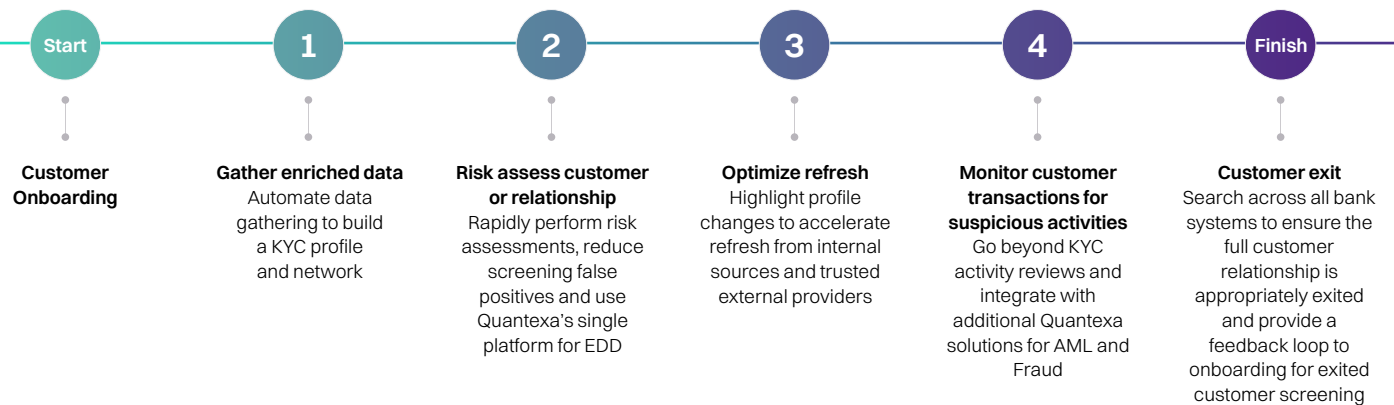 Start
1
2
3
4
Finish
Customer
Onboarding
Gather enriched data
Automate data
gathering to build
a KYC profile
and network
Risk assess customer
or relationship
Rapidly perform risk
assessments, reduce
screening false
positives and use
Quantexa's single
platform for EDD
Optimize refresh
Highlight profile
changes to accelerate
refresh from internal
sources and trusted
external providers
Monitor customer
transactions for
suspicious activities
Go beyond KYC
activity reviews and
integrate with
additional Quantexa
solutions for AML and
Fraud
Customer exit
Search across all bank
systems to ensure the
full customer
relationship is
appropriately exited
and provide a
feedback loop to
onboarding for exited
customer screening